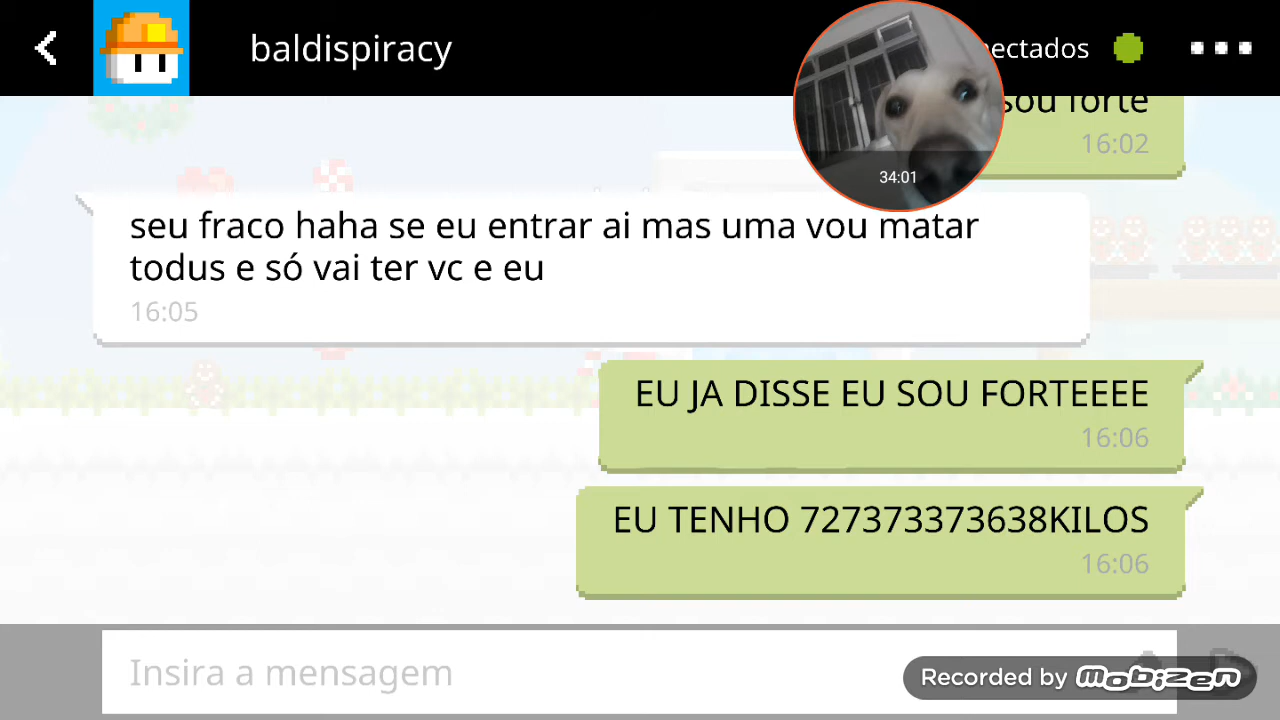 baldispiracy
nectados
sou forte
16:02
34:01
seu fraco haha se eu entrar ai mas uma vou matar
todus e só vai ter vc e eu
16:05
EU JA DISSE EU SOU FORTEEEE
16:06
EU TENHO 727373373638KILOS
16:06
Insira a mensagem
Recorded by mobizen